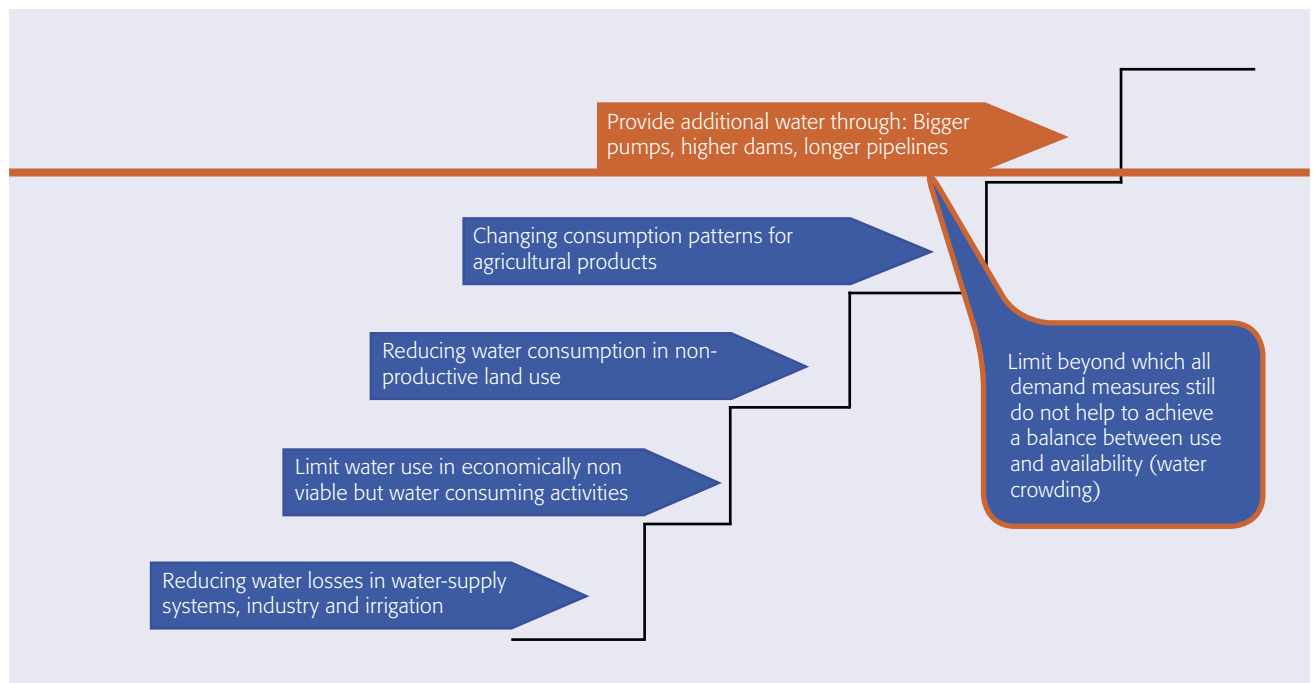 Provide additional water through: Bigger
pumps, higher dams, longer pipelines
Changing consumption patterns for
agricultural products
Reducing water consumption in non-
productive land use
Limit beyond which all
demand measures still
do not help to achieve
a balance between use
and availability (water
crowding)
Limit water use in economically non
viable but water consuming activities
Reducing water losses in water-supply
systems, industry and irrigation